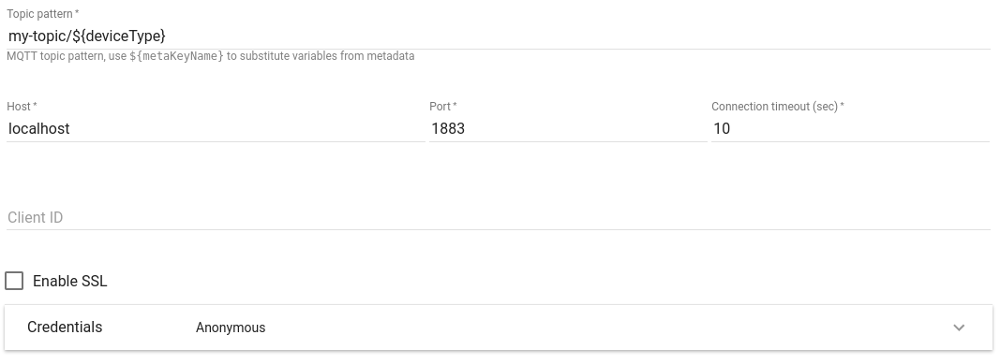 Topic pattern *
my-topic/${deviceType}
MQTT topic pattern, use ${metaKeyName} to substitute variables from metadata
Host * Port * Connection timeout (sec) *
localhost 1883 10
Client ID
Enable SSL
Credentials Anonymous